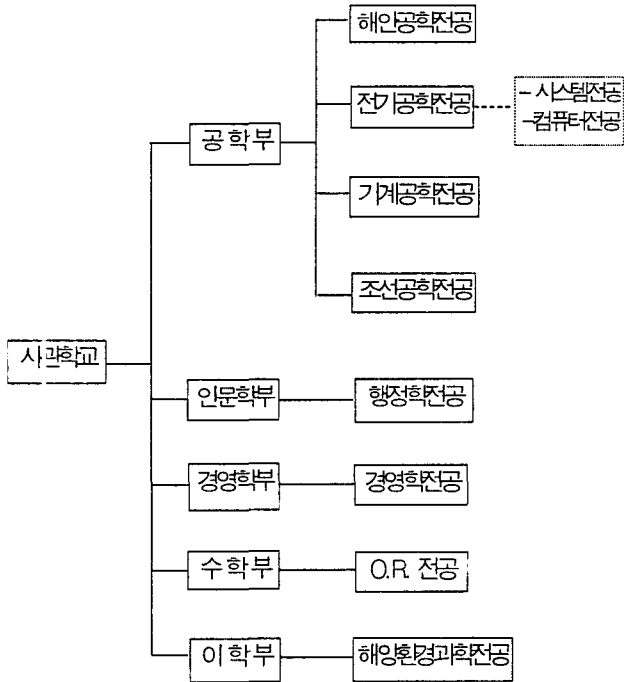 해안공학전공
전기공학전공
- 시스템전공
-컴퓨터전공
공학부
기계공학전공
조선공학전공
사관학교
인문학부
행정학전공
경영학부
경영학전공
수학부
O.R. 전공
이학부
해양환경과학전공